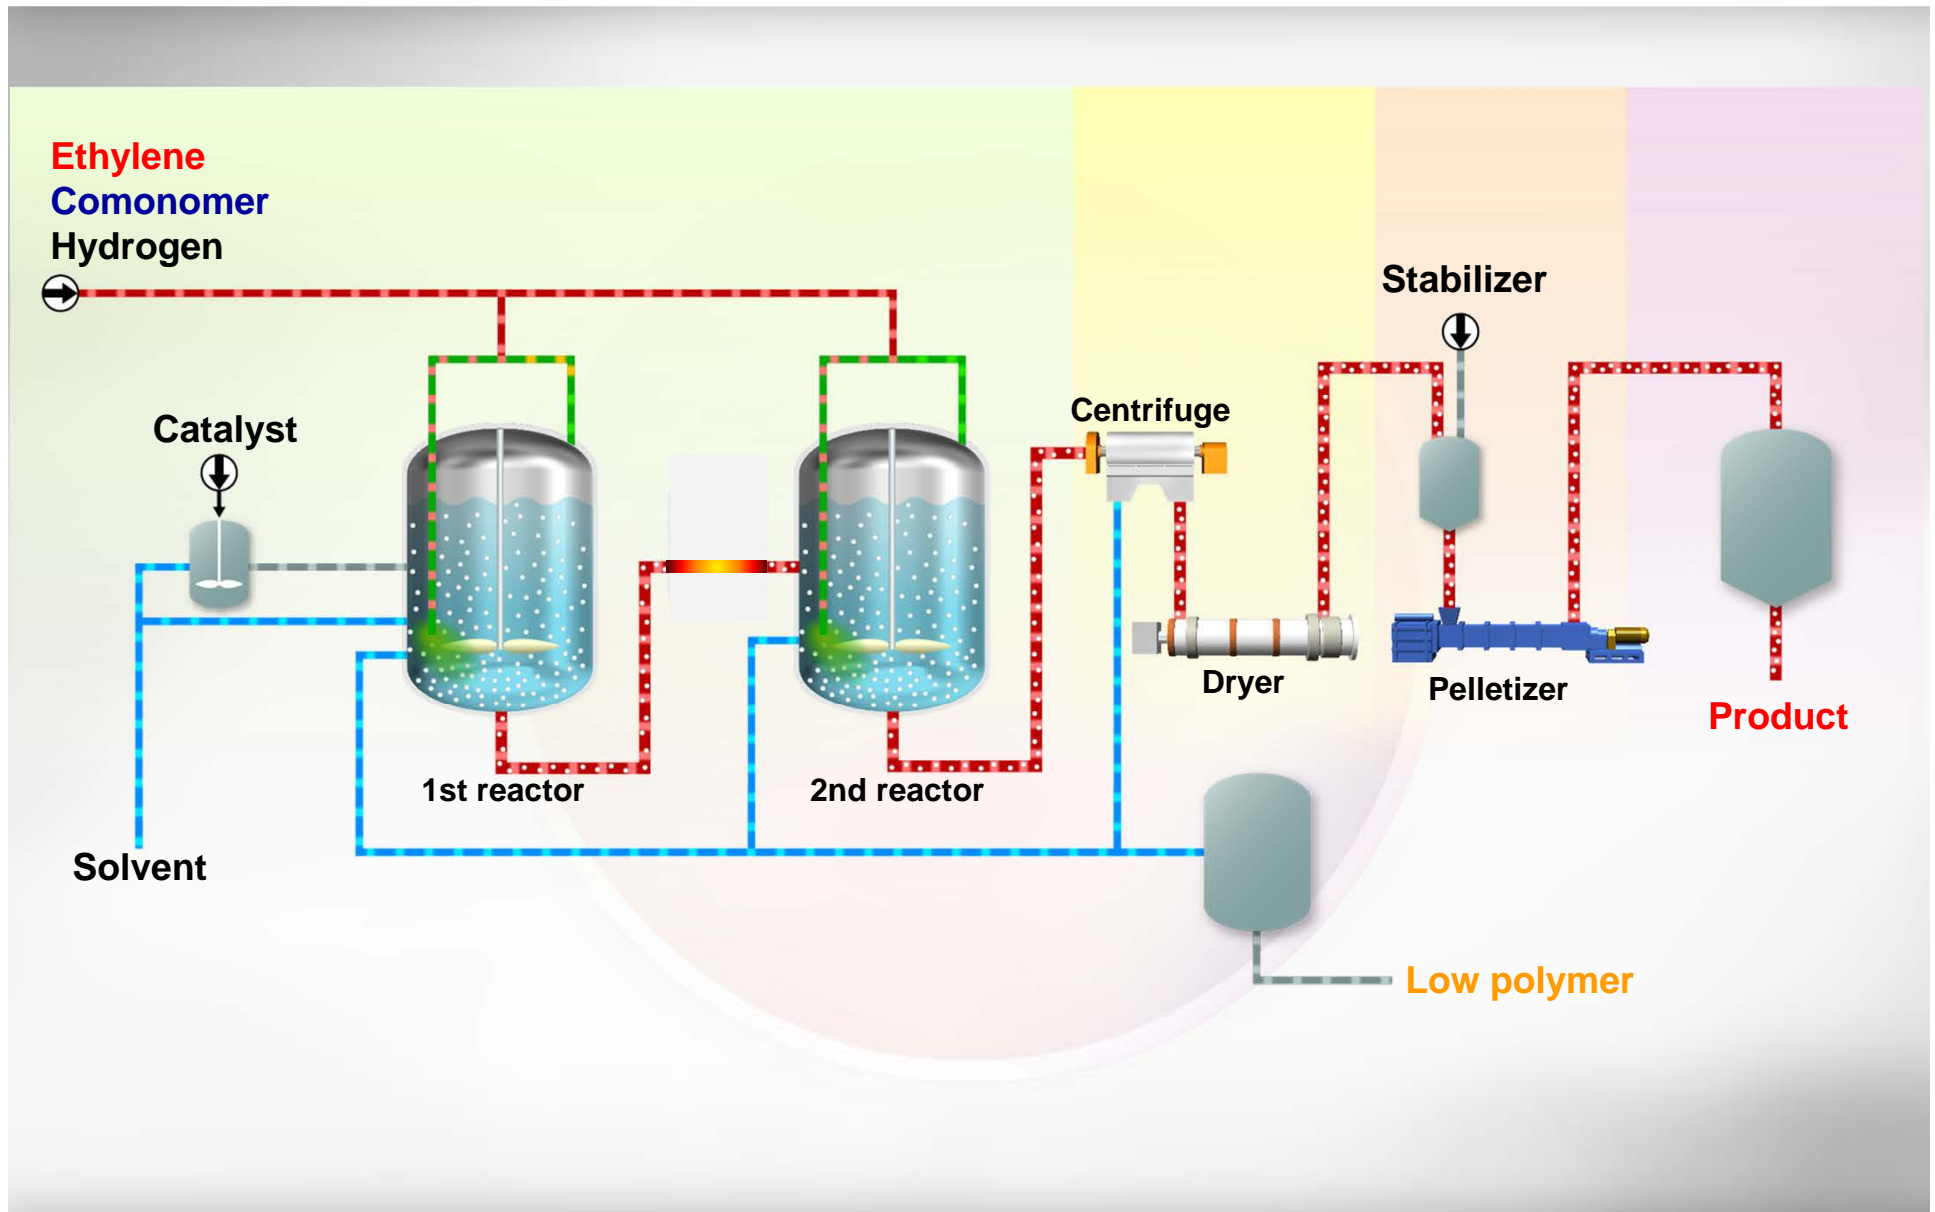 Ethylene
Comonomer
Hydrogen
Stabilizer
Catalyst
Centrifuge
Dryer
Pelletizer
Product
1st reactor
2nd reactor
Solvent
Low polymer